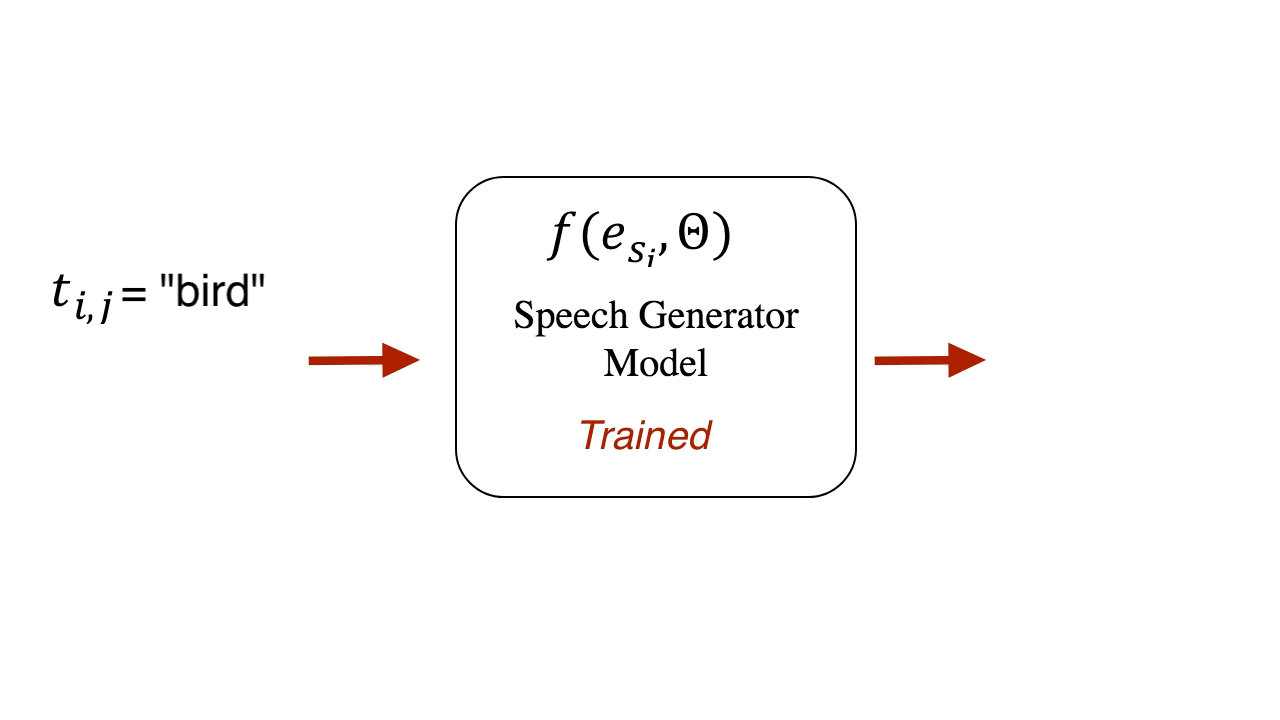 t_{i,j} = "bird"
f(e_{s_i}, Θ)
Speech Generator
Model
Trained